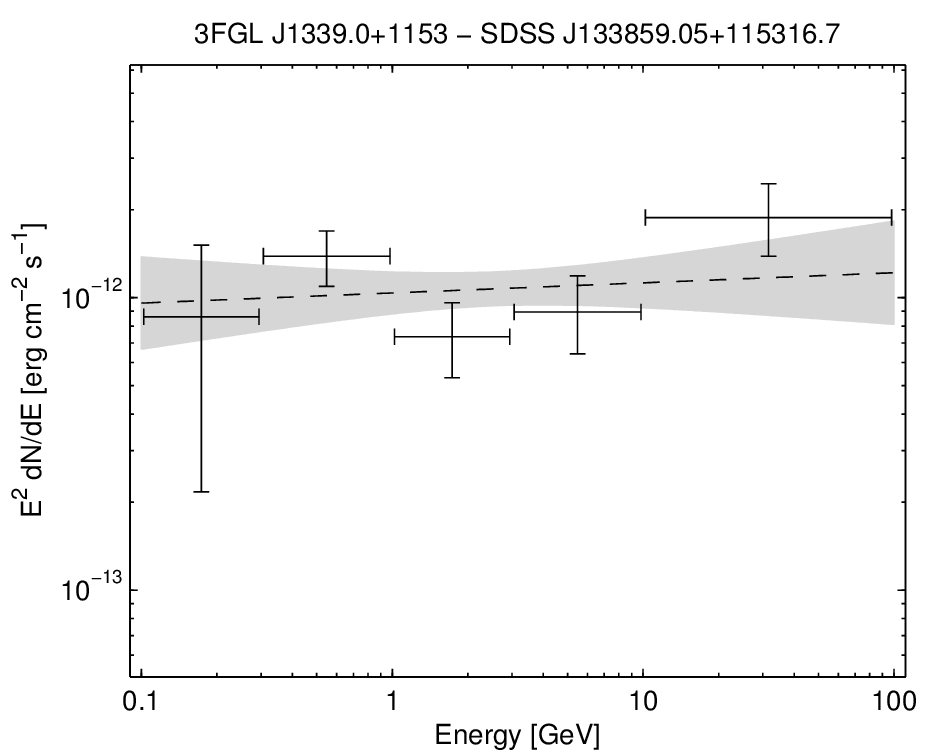 3FGL J1339.0+1153 − SDSS J133859.05+115316.7
E² dN/dE [erg cm⁻² s⁻¹]
10⁻¹²
10⁻¹³
0.1 1 10 100
Energy [GeV]